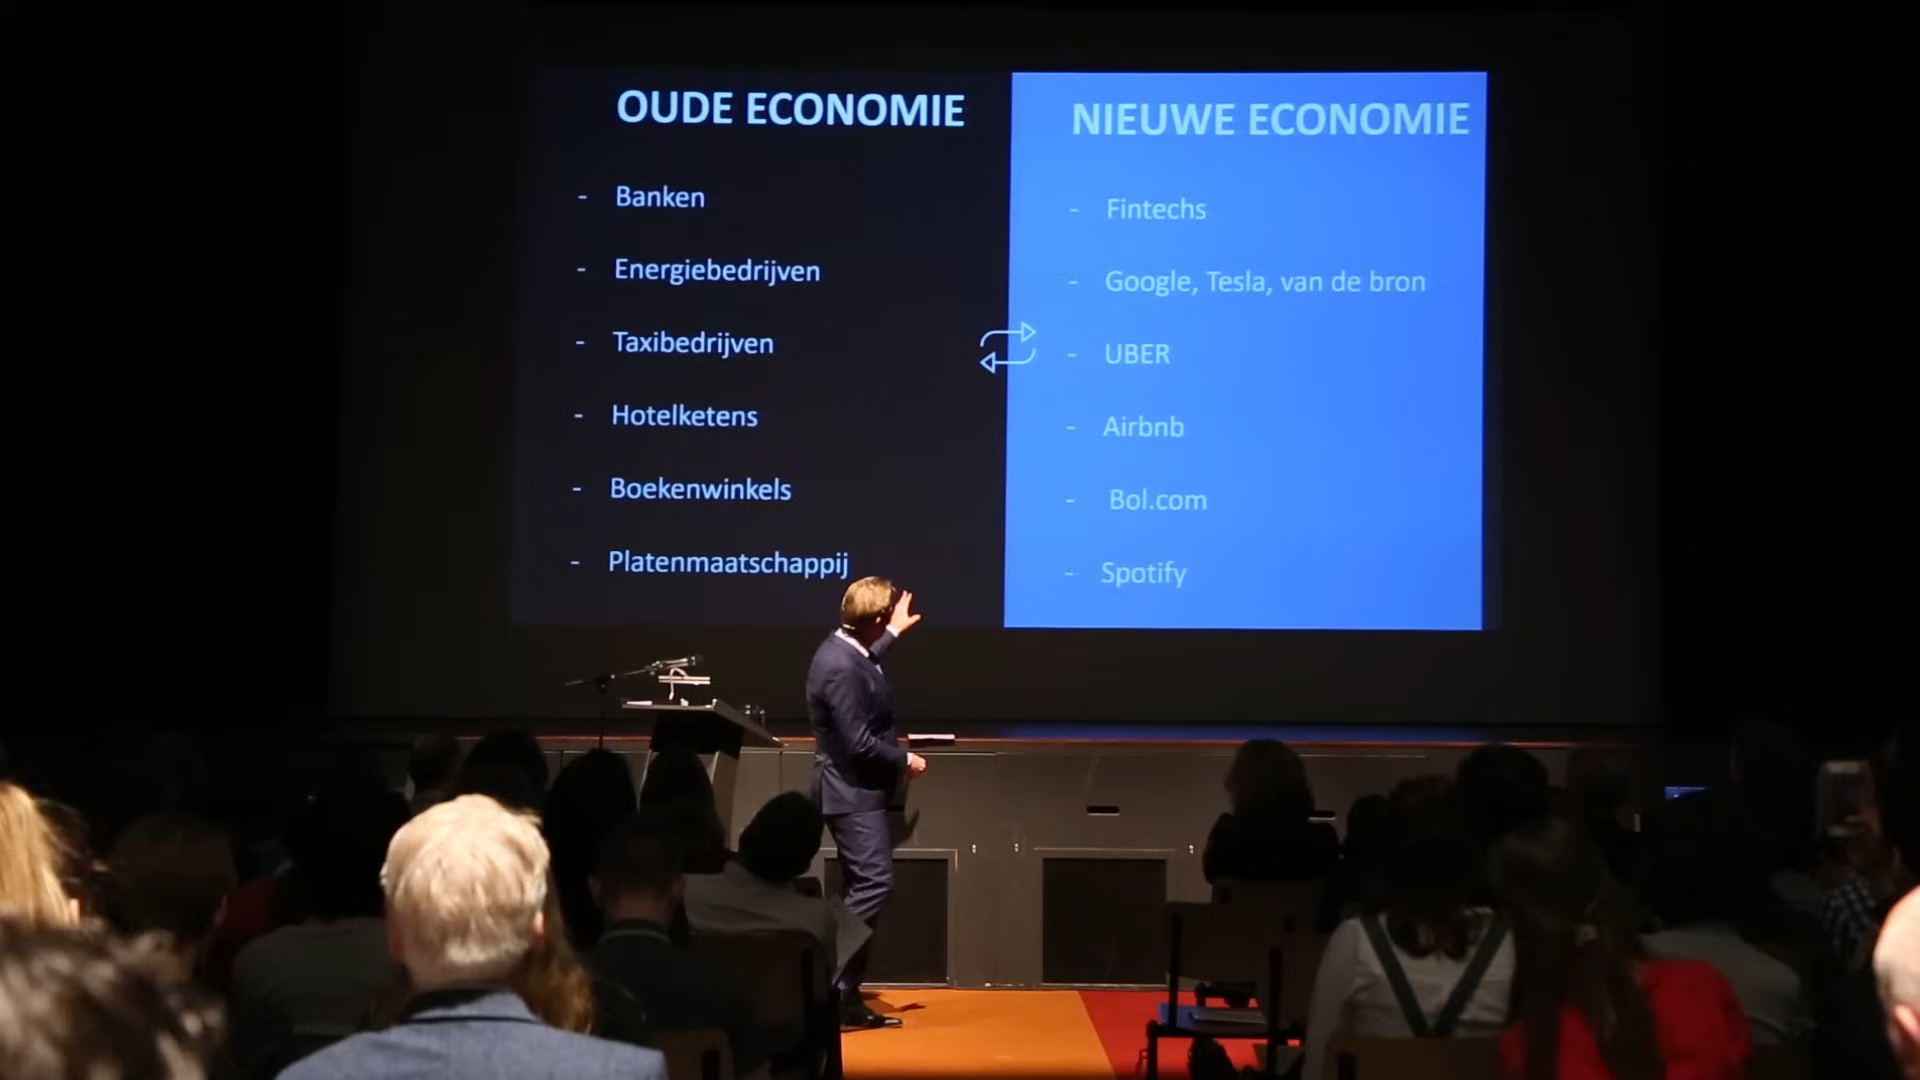 OUDE ECONOMIE
- Banken
- Energiebedrijven
- Taxibedrijven
- Hotelketens
- Boekenwinkels
- Platenmaatschappij
NIEUWE ECONOMIE
- Fintechs
- Google, Tesla, van de bron
- UBER
- Airbnb
- Bol.com
- Spotify